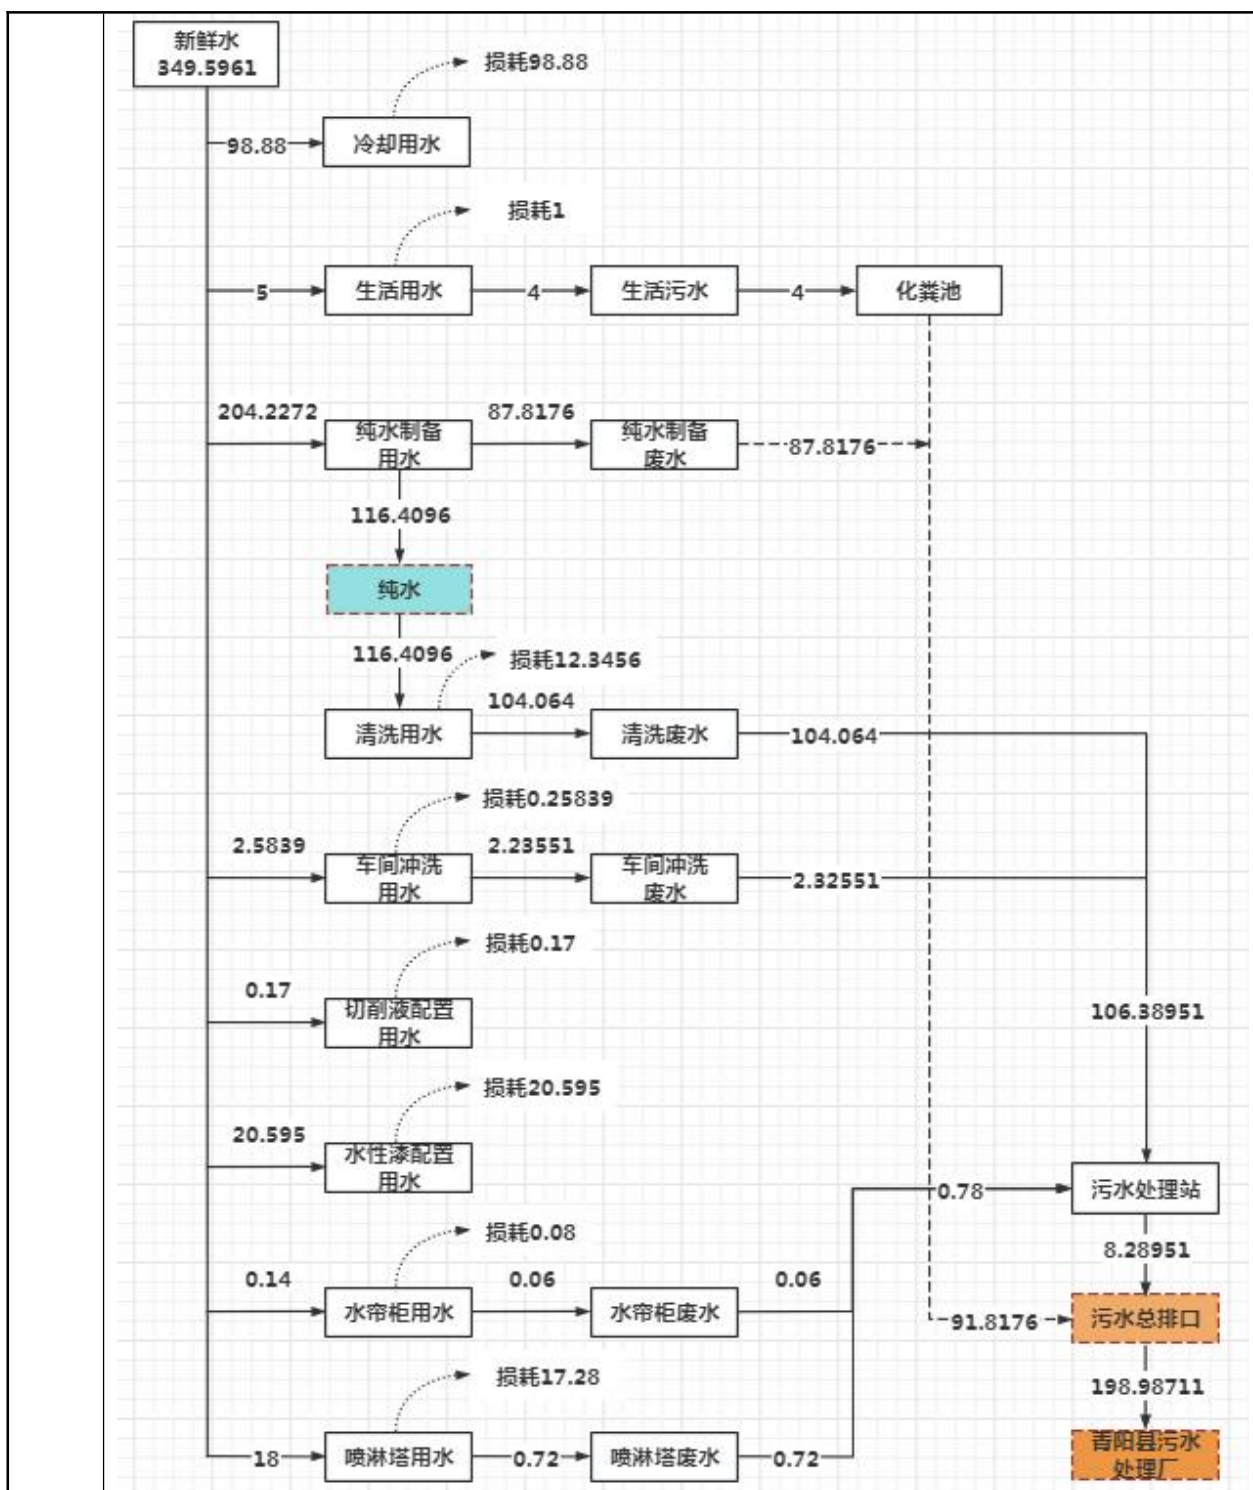 新鲜水
349.5961
损耗98.88
98.88
冷却用水
损耗1
5
生活用水
4
生活污水
4
化粪池
204.2272
纯水制备
用水
87.8176
纯水制备
废水
87.8176
116.4096
纯水
116.4096
损耗12.3456
清洗用水
104.064
清洗废水
104.064
损耗0.25839
2.5839
车间冲洗
用水
2.23551
车间冲洗
废水
2.32551
损耗0.17
0.17
切削液配置
用水
106.38951
损耗20.595
20.595
水性漆配置
用水
0.78
污水处理站
损耗0.08
8.28951
0.14
水帘柜用水
0.06
水帘柜废水
0.06
91.8176
污水总排口
损耗17.28
198.98711
18
喷淋塔用水
0.72
喷淋塔废水
0.72
青阳县污水
处理厂